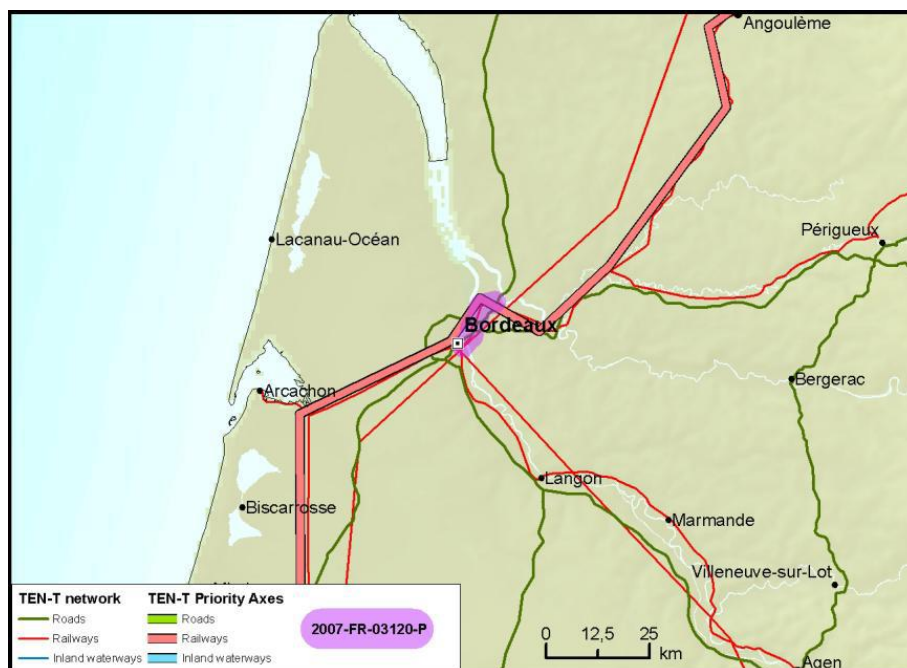 Angoulême
Périgueux
Lacanau-Océan
Bordeaux
Bergerac
Arcachon
Langon
Biscarrosse
Marmande
Villeneuve-sur-Lot
Agen
TEN-T network
Roads
Railways
Inland waterways
TEN-T Priority Axes
Roads
Railways
Inland waterways
2007-FR-03120-P
0 12,5 25
km